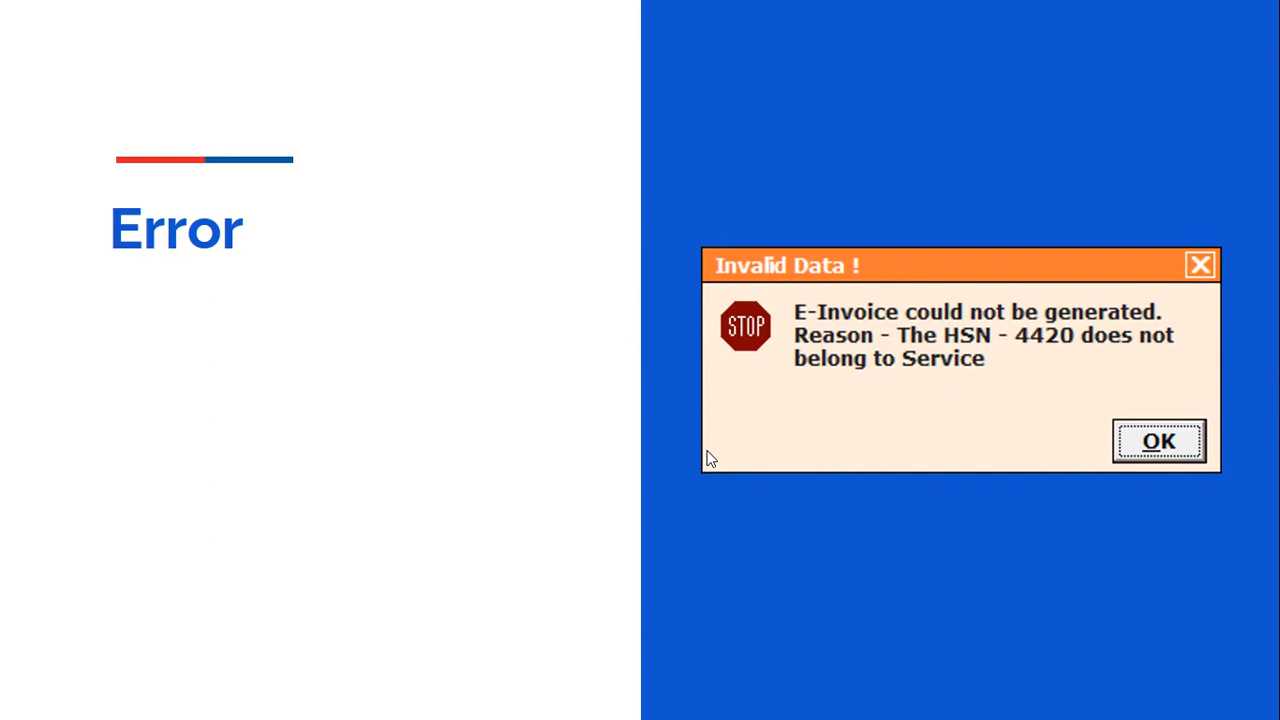 Error
Invalid Data !
STOP
E-Invoice could not be generated.
Reason - The HSN - 4420 does not
belong to Service
OK